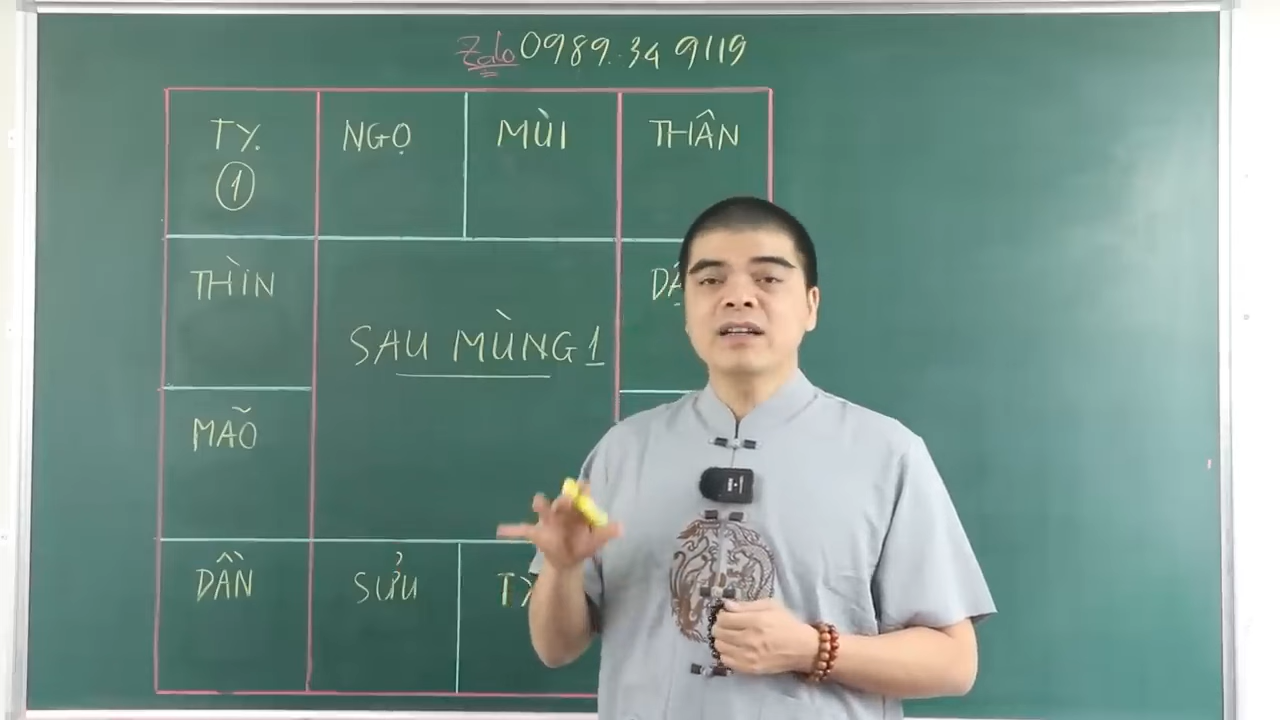 Zalo 0989.34 9119
TỴ. NGỌ MÙI THÂN
①
THÌN
SAU MÙNG 1
MÃO
DẦN SỬU